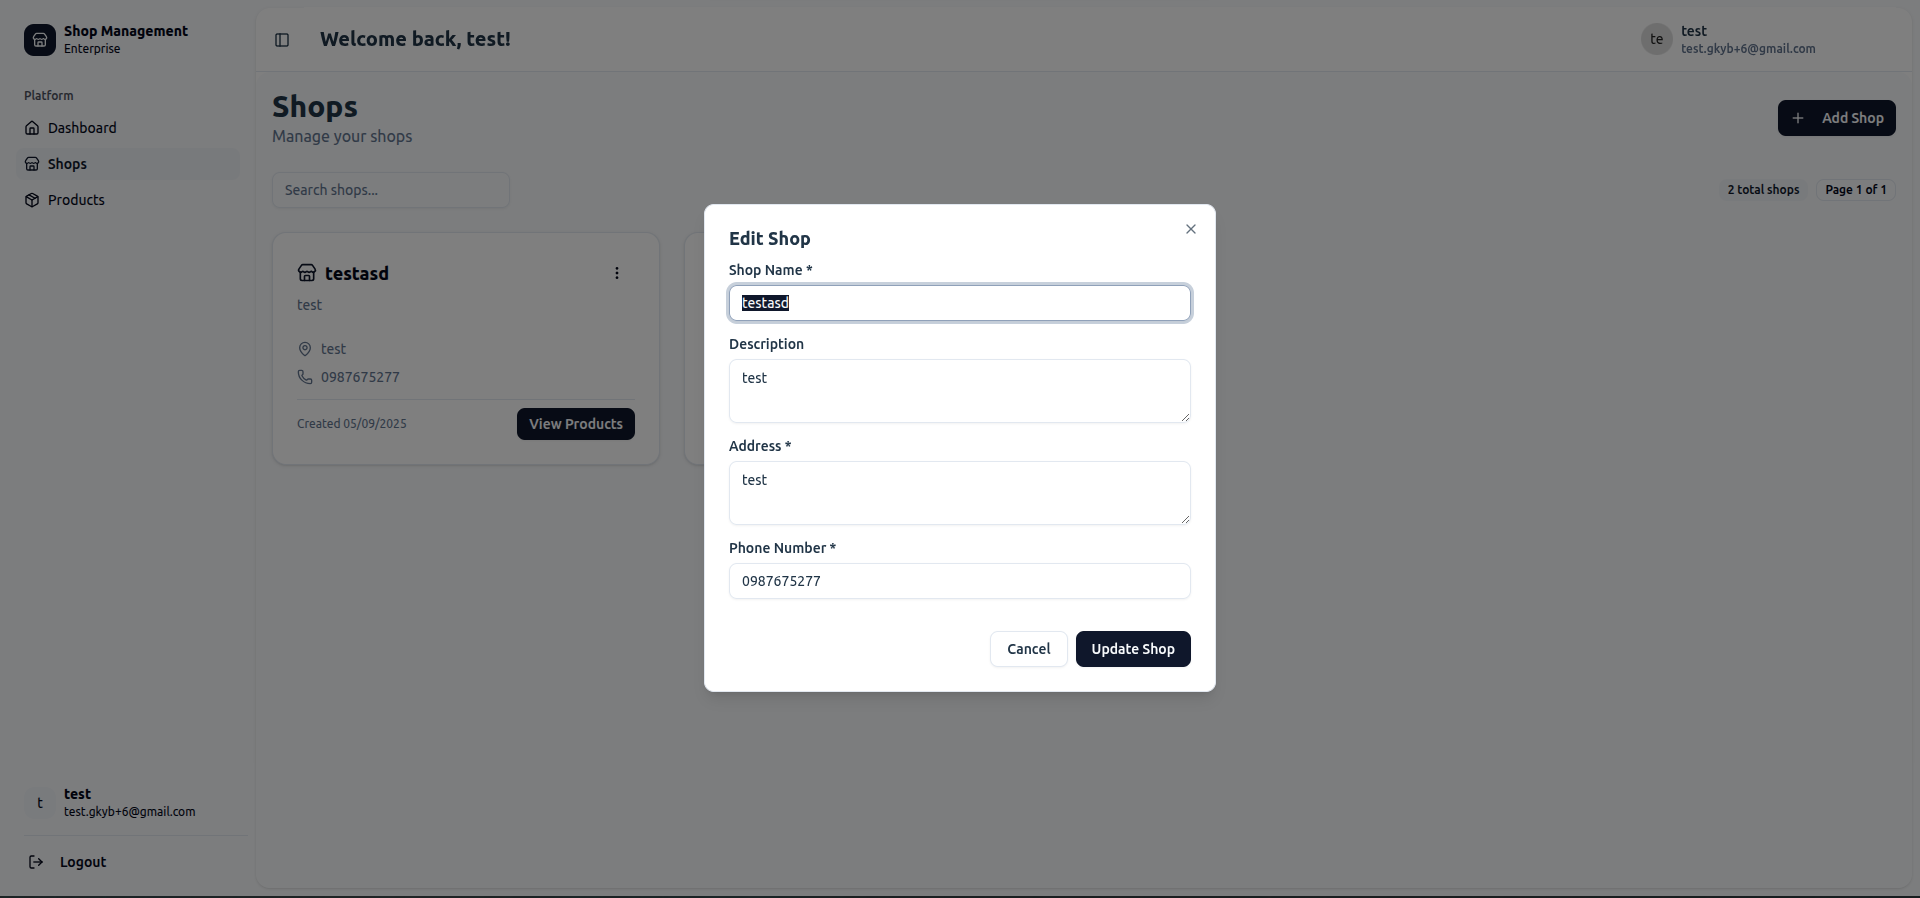 Shop Management
Enterprise
Platform
Dashboard
Shops
Products
test
test.gkyb+6@gmail.com
Logout
Welcome back, test!
te
test
test.gkyb+6@gmail.com
Shops
Manage your shops
+ Add Shop
Search shops...
2 total shops
Page 1 of 1
testasd
test
test
0987675277
Created 05/09/2025
View Products
Edit Shop
Shop Name *
testasd
Description
test
Address *
test
Phone Number *
0987675277
Cancel
Update Shop
t